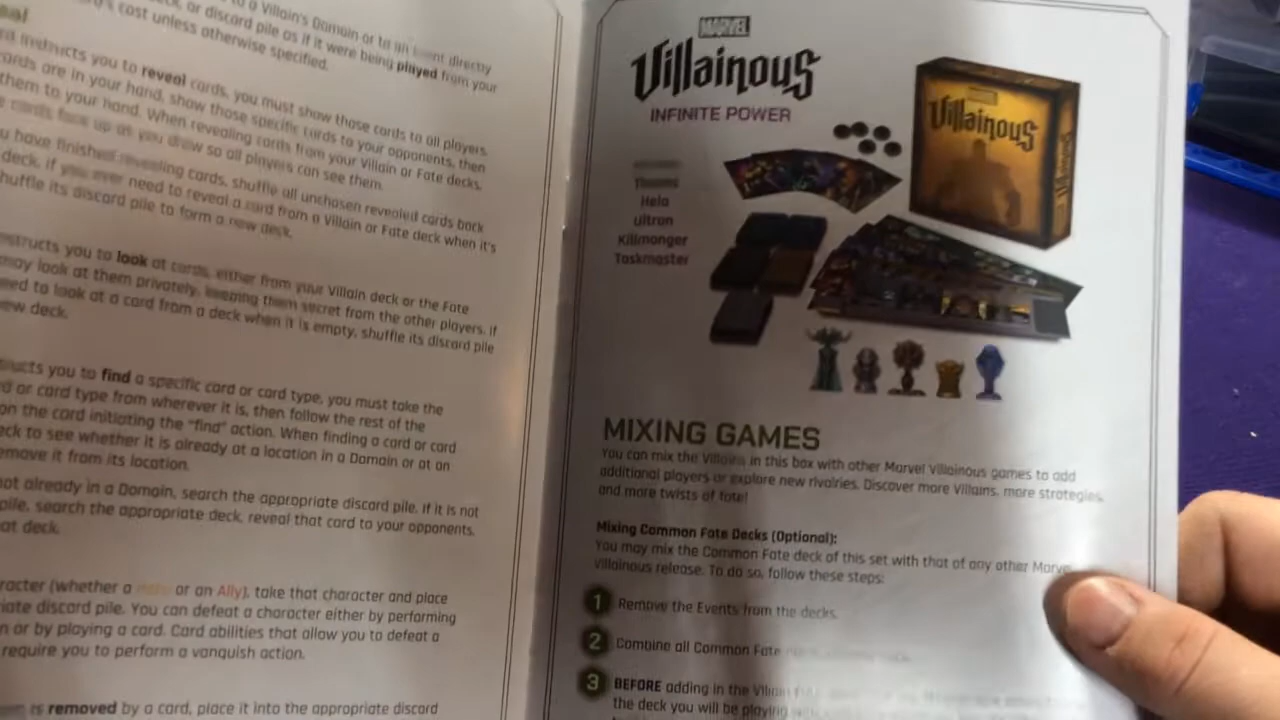 to a Villain's Domain or to an Event directly
or discard pile as if it were being played from your
cost unless otherwise specified.
instructs you to reveal cards, you must show those cards to all players.
cards are in your hand, show those specific cards to your opponents, then
them to your hand. When revealing cards from your Villain or Fate decks,
cards face up as you draw so all players can see them.
have finished revealing cards, shuffle all unchosen revealed cards back
deck. If you ever need to reveal a card from a Villain or Fate deck when it's
shuffle its discard pile to form a new deck.
instructs you to look at cards, either from your Villain deck or the Fate
may look at them privately, keeping them secret from the other players. If
need to look at a card from a deck when it is empty, shuffle its discard pile
new deck.
you to find a specific card or card type, you must take the
or card type from wherever it is, then follow the rest of the
on the card initiating the "find" action. When finding a card or card
to see whether it is already at a location in a Domain or at an
remove it from its location.
not already in a Domain, search the appropriate discard pile. If it is not
pile, search the appropriate deck, reveal that card to your opponents,
that deck.
(whether a Hero or an Ally), take that character and place
discard pile. You can defeat a character either by performing
or by playing a card. Card abilities that allow you to defeat a
require you to perform a vanquish action.
is removed by a card, place it into the appropriate discard
MARVEL
Villainous
INFINITE POWER
Villainous
Thanos
Hela
Ultron
Killmonger
Taskmaster
MIXING GAMES
You can mix the Villains in this box with other Marvel Villainous games to add
additional players or explore new rivalries. Discover more Villains, more strategies,
and more twists of fate!
Mixing Common Fate Decks (Optional):
You may mix the Common Fate deck of this set with that of any other Marvel
Villainous release. To do so, follow these steps:
1 Remove the Events from the decks.
2 Combine all Common Fate
3 BEFORE adding in the Villain
the deck you will be playing